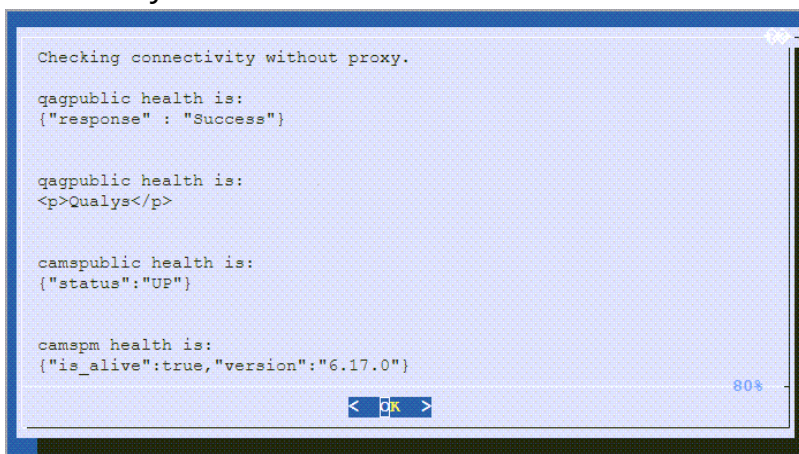 Checking connectivity without proxy.
qagpublic health is:
{"response" : "Success"}
qagpublic health is:
<p>Qualys</p>
camspublic health is:
{"status":"UP"}
camspm health is:
{"is_alive":true,"version":"6.17.0"}
80%
< OK >